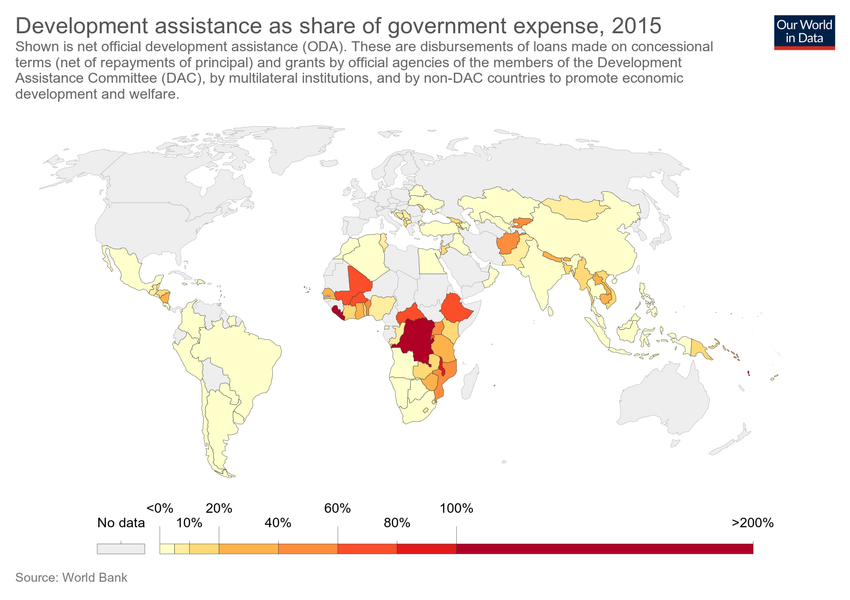 Development assistance as share of government expense, 2015
Our World
in Data
Shown is net official development assistance (ODA). These are disbursements of loans made on concessional
terms (net of repayments of principal) and grants by official agencies of the members of the Development
Assistance Committee (DAC), by multilateral institutions, and by non-DAC countries to promote economic
development and welfare.
<0% 20% 60% 100%
No data 10% 40% 80% >200%
Source: World Bank